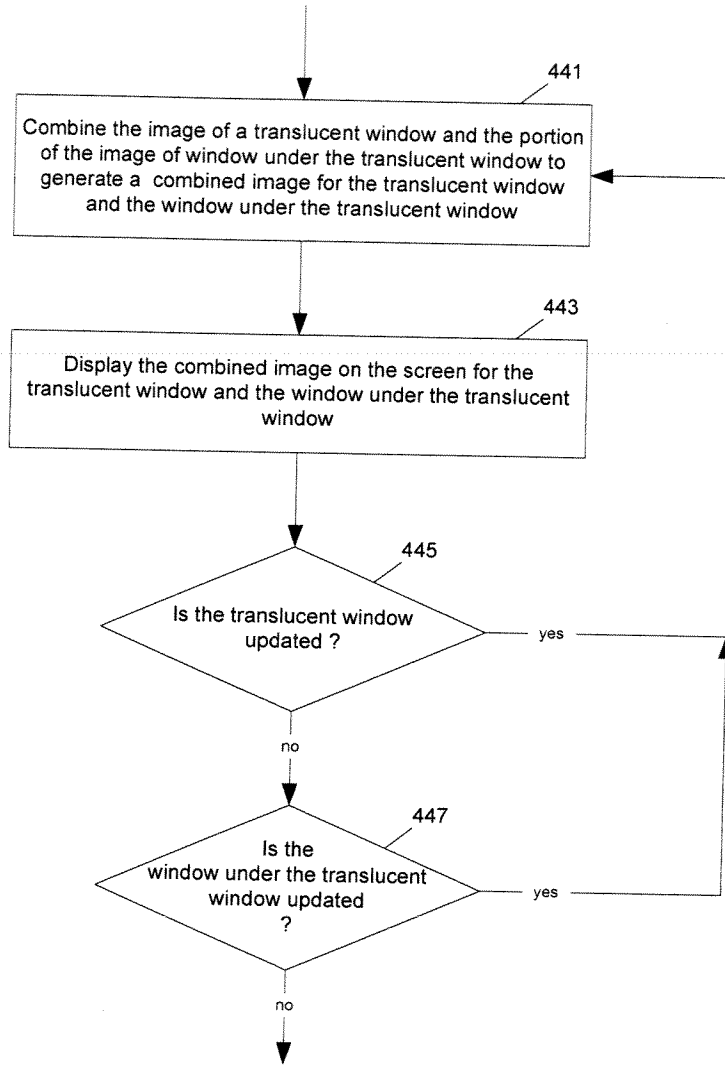 441
Combine the image of a translucent window and the portion
of the image of window under the translucent window to
generate a combined image for the translucent window
and the window under the translucent window
443
Display the combined image on the screen for the
translucent window and the window under the translucent
window
445
Is the translucent window
updated ?
yes
no
447
Is the
window under the translucent
window updated
?
yes
no